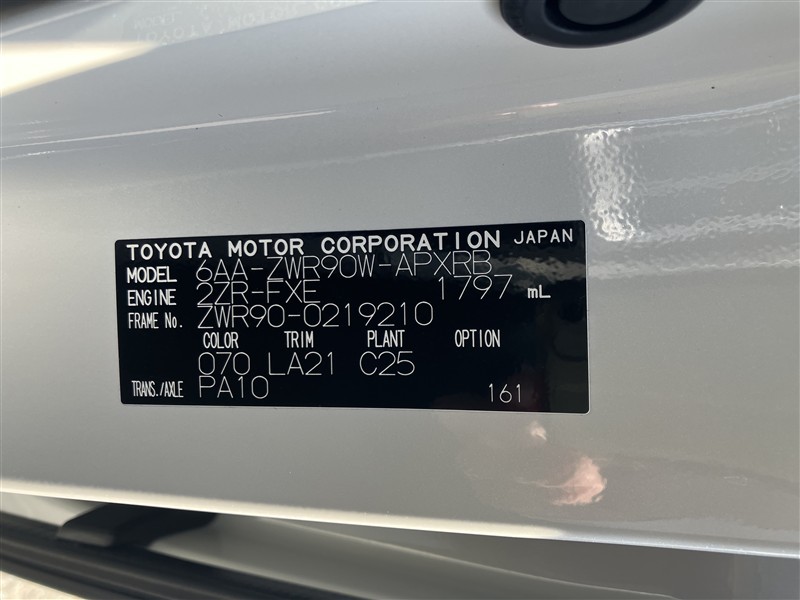 TOYOTA MOTOR CORPORATION JAPAN
MODEL 6AA-ZWR90W-APXRB
ENGINE 2ZR-FXE 1797 mL
FRAME No. ZWR90-0219210
COLOR TRIM PLANT OPTION
070 LA21 C25
TRANS./AXLE PA10 161